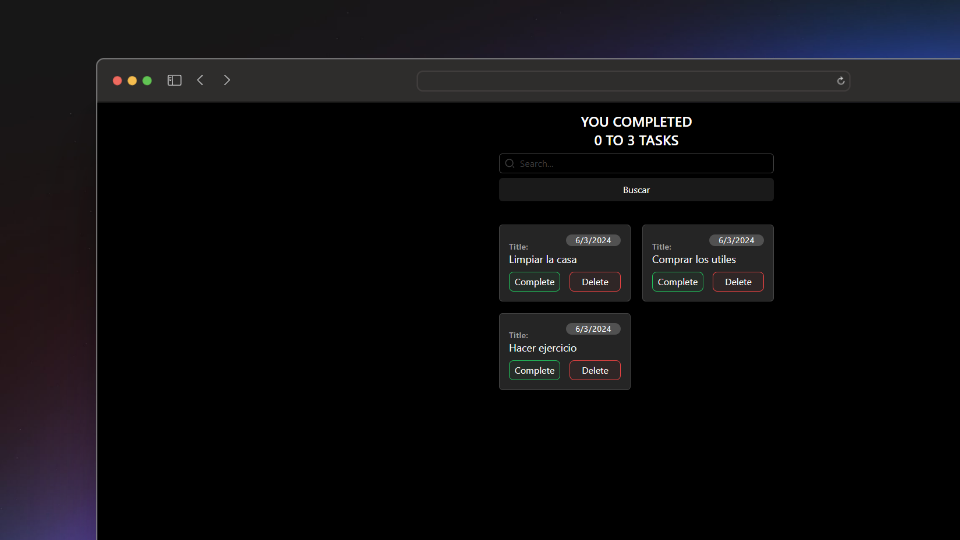 YOU COMPLETED
0 TO 3 TASKS
Search...
Buscar
6/3/2024
Title:
Limpiar la casa
Complete
Delete
6/3/2024
Title:
Comprar los utiles
Complete
Delete
6/3/2024
Title:
Hacer ejercicio
Complete
Delete